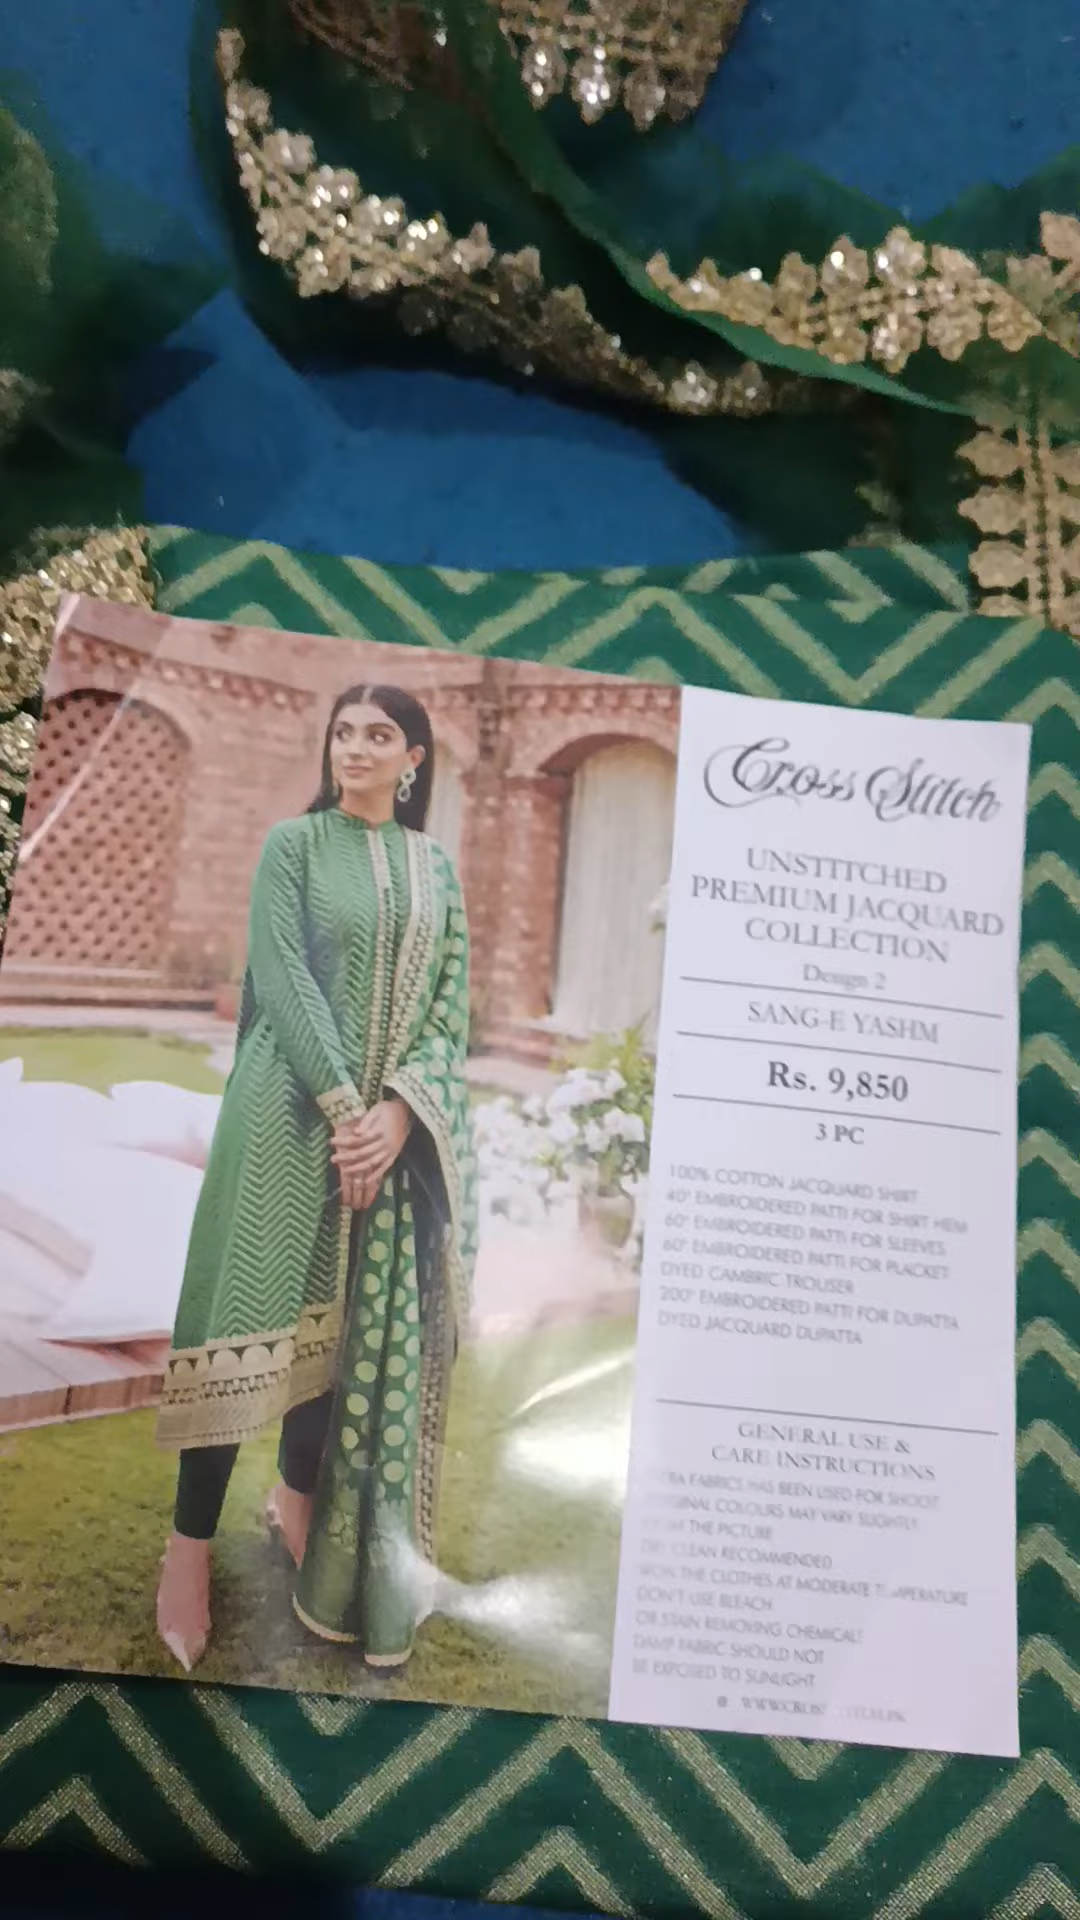 Cross Stitch
UNSTITCHED
PREMIUM JACQUARD
COLLECTION
Design 2
SANG-E YASHM
Rs. 9,850
3 PC
100% COTTON JACQUARD SHIRT
40" EMBROIDERED PATTI FOR SHIRT HEM
60" EMBROIDERED PATTI FOR SLEEVES
60" EMBROIDERED PATTI FOR PLACKET
DYED CAMBRIC TROUSER
200" EMBROIDERED PATTI FOR DUPATTA
DYED JACQUARD DUPATTA
GENERAL USE &
CARE INSTRUCTIONS
FABRICS HAS BEEN USED FOR SHOOT
COLOURS MAY VARY SLIGHTLY
THE PICTURE
CLEAN RECOMMENDED
IRON THE CLOTHES AT MODERATE TEMPERATURE
DON'T USE BLEACH
OR STAIN REMOVING CHEMICALS
DAMP FABRIC SHOULD NOT
BE EXPOSED TO SUNLIGHT